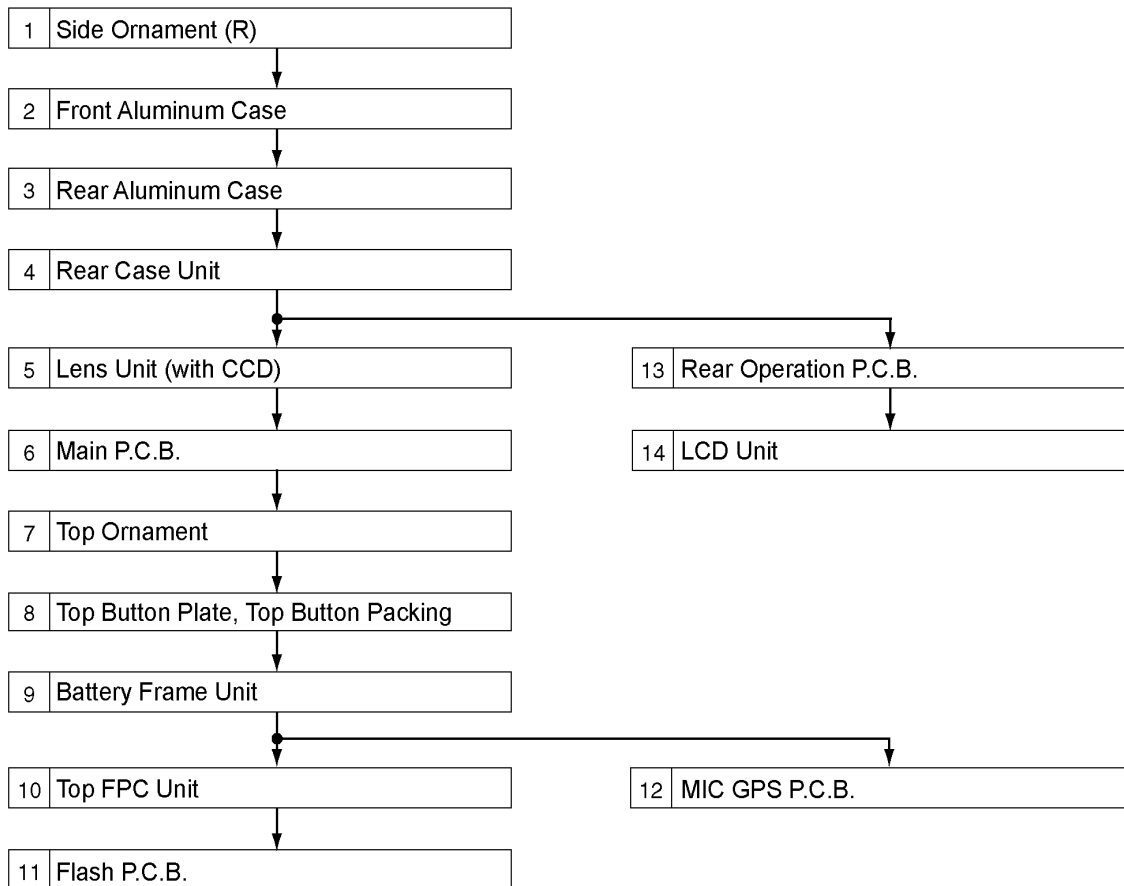 1 Side Ornament (R)
2 Front Aluminum Case
3 Rear Aluminum Case
4 Rear Case Unit
5 Lens Unit (with CCD)
13 Rear Operation P.C.B.
6 Main P.C.B.
14 LCD Unit
7 Top Ornament
8 Top Button Plate, Top Button Packing
9 Battery Frame Unit
10 Top FPC Unit
12 MIC GPS P.C.B.
11 Flash P.C.B.